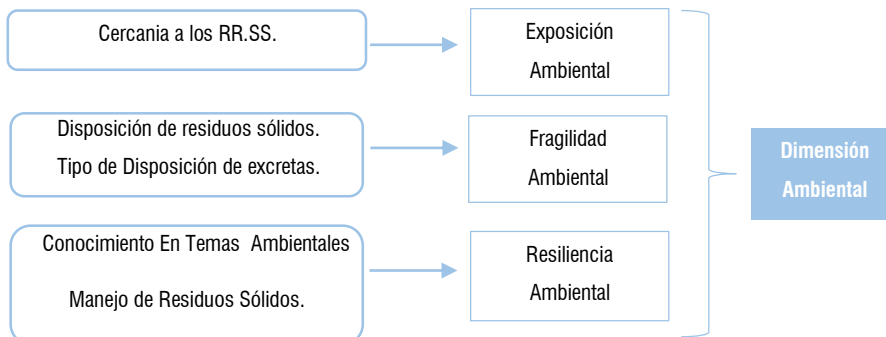 Cercania a los RR.SS.
Exposición
Ambiental
Disposición de residuos sólidos.
Tipo de Disposición de excretas.
Fragilidad
Ambiental
Conocimiento En Temas Ambientales
Manejo de Residuos Sólidos.
Resiliencia
Ambiental
Dimensión
Ambiental